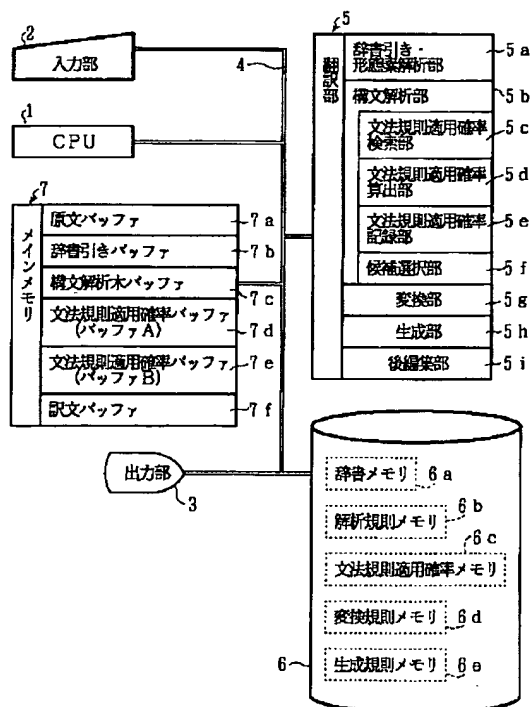 2
入力部
4
1
CPU
7
メインメモリ
原文バッファ
7a
辞書引きバッファ
7b
構文解析木バッファ
7c
文法規則適用確率バッファ
(バッファA)
7d
文法規則適用確率バッファ
(バッファB)
7e
訳文バッファ
7f
出力部
3
5
翻訳部
辞書引き・
形態素解析部
5a
構文解析部
5b
文法規則適用確率
検索部
5c
文法規則適用確率
算出部
5d
文法規則適用確率
記録部
5e
候補選択部
5f
変換部
5g
生成部
5h
後編集部
5i
辞書メモリ
6a
6b
解析規則メモリ
6c
文法規則適用確率メモリ
変換規則メモリ
6d
6
生成規則メモリ
6e